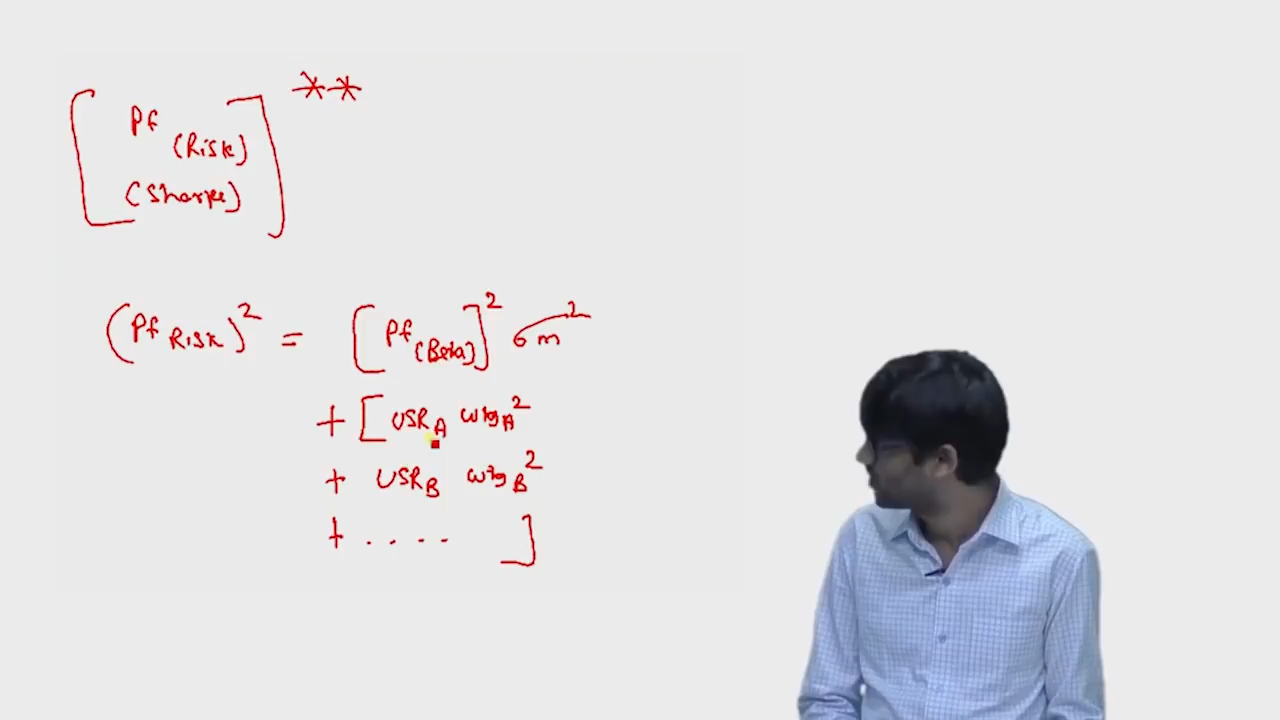 Pf (Risk) **
(Sharpe)
(Pf Risk)² = [Pf (Beta)]² σm²
+ [USR_A wtg_A²
+ USR_B wtg_B²
+ . . . . ]